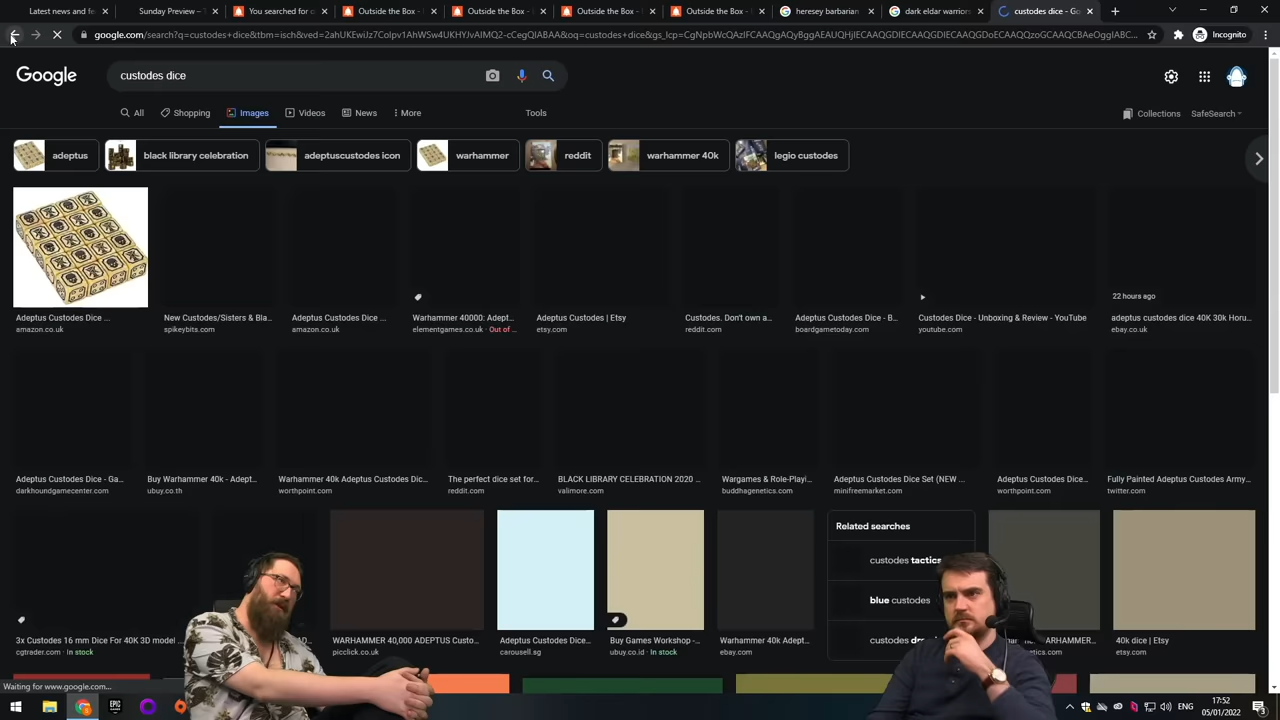 Latest news and fe
Sunday Preview – T
You searched for c
Outside the Box -
Outside the Box -
Outside the Box -
Outside the Box -
heresey barbarian
dark eldar warriors
custodes dice - Go
google.com/search?q=custodes+dice&tbm=isch&ved=2ahUKEwiJz7Colpv1AhWSw4UKHYJvAIMQ2-cCegQIABAA&oq=custodes+dice&gs_lcp=CgNpbWcQAzIFCAAQgAQyBggAEAUQHjIECAAQGDIECAAQGDIECAAQGDoECAAQQzoGCAAQCBAeOggIABC...
Incognito
Google
custodes dice
All
Shopping
Images
Videos
News
More
Tools
Collections
SafeSearch
adeptus
black library celebration
adeptuscustodes icon
warhammer
reddit
warhammer 40k
legio custodes
22 hours ago
Adeptus Custodes Dice ...
New Custodes/Sisters & Bla...
Adeptus Custodes Dice ...
Warhammer 40000: Adept...
Adeptus Custodes | Etsy
Custodes. Don't own a...
Adeptus Custodes Dice - B...
Custodes Dice - Unboxing & Review - YouTube
adeptus custodes dice 40K 30k Horu...
amazon.co.uk
spikeybits.com
amazon.co.uk
elementgames.co.uk · Out of ...
etsy.com
reddit.com
boardgametoday.com
youtube.com
ebay.co.uk
Adeptus Custodes Dice - Ga...
Buy Warhammer 40k - Adept...
Warhammer 40k Adeptus Custodes Dic...
The perfect dice set for...
BLACK LIBRARY CELEBRATION 2020 ...
Wargames & Role-Playi...
Adeptus Custodes Dice Set (NEW ...
Adeptus Custodes Dice...
Fully Painted Adeptus Custodes Army...
darkhoundgamecenter.com
ubuy.co.th
worthpoint.com
reddit.com
valimore.com
buddhagenetics.com
minifreemarket.com
worthpoint.com
twitter.com
Related searches
custodes tactics
blue custodes
custodes dr
3x Custodes 16 mm Dice For 40K 3D model ...
WARHAMMER 40,000 ADEPTUS Custo...
Adeptus Custodes Dice...
Buy Games Workshop -...
Warhammer 40k Adept...
ARHAMMER...
40k dice | Etsy
cgtrader.com · In stock
picclick.co.uk
carousell.sg
ubuy.co.id · In stock
ebay.com
etsy.com
Waiting for www.google.com...
EPIC
17:52
05/01/2022